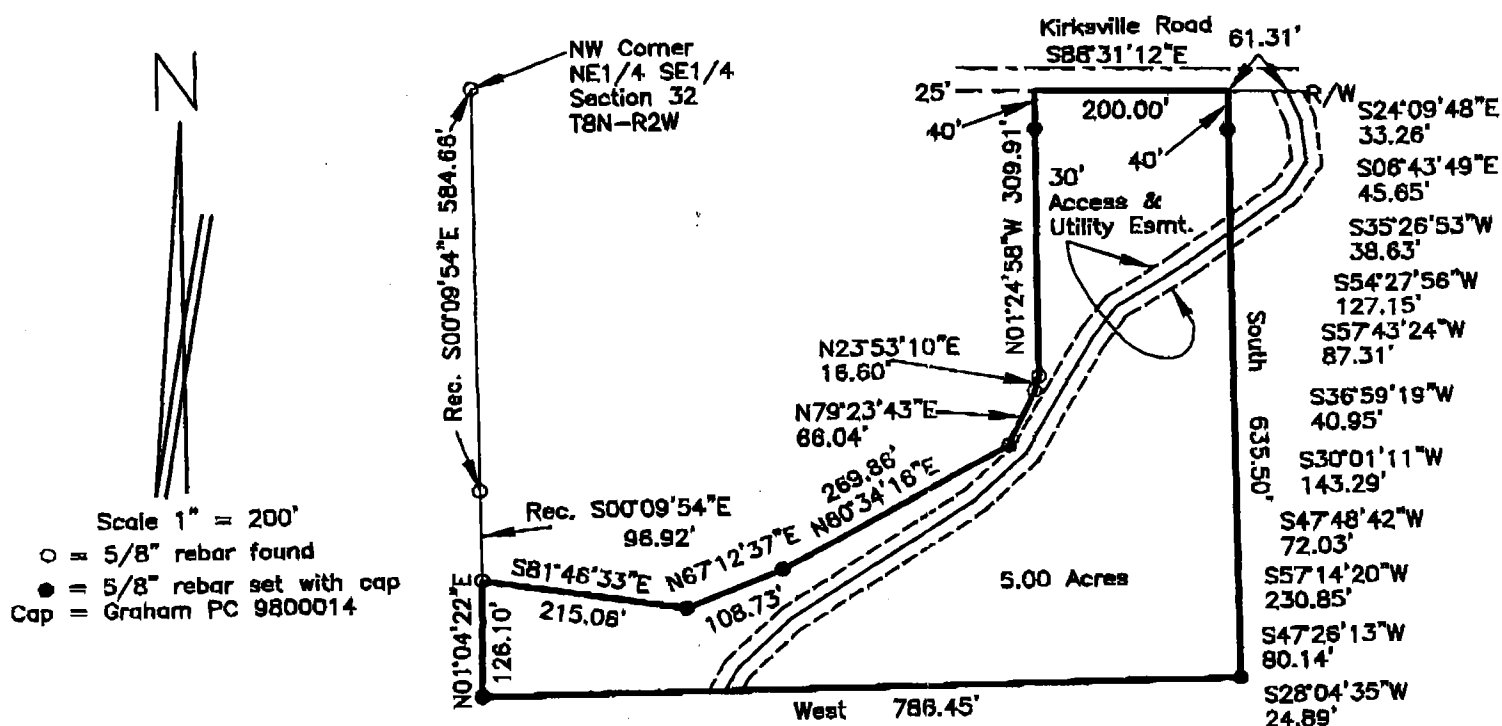 N
NW Corner
NE1/4 SE1/4
Section 32
T8N-R2W
Kirksville Road
S88°31'12"E
61.31'
25'
R/W
200.00'
40'
40'
Rec. S00°09'54"E 584.66'
N01°24'58"W 309.91'
30'
Access &
Utility Esmt.
S24°09'48"E
33.26'
S06°43'49"E
45.65'
S35°26'53"W
38.63'
S54°27'56"W
127.15'
S57°43'24"W
87.31'
S36°59'19"W
40.95'
S30°01'11"W
143.29'
S47°48'42"W
72.03'
S57°14'20"W
230.85'
S47°26'13"W
80.14'
S28°04'35"W
24.89'
South 635.50'
N23°53'10"E
16.60'
N79°23'43"E
66.04'
269.86'
N60°34'16"E
Rec. S00°09'54"E
96.92'
N67°12'37"E
108.73'
S81°46'33"E
215.08'
N01°04'22"E
126.10'
5.00 Acres
West 786.45'
Scale 1" = 200'
○ = 5/8" rebar found
● = 5/8" rebar set with cap
Cap = Graham PC 9800014